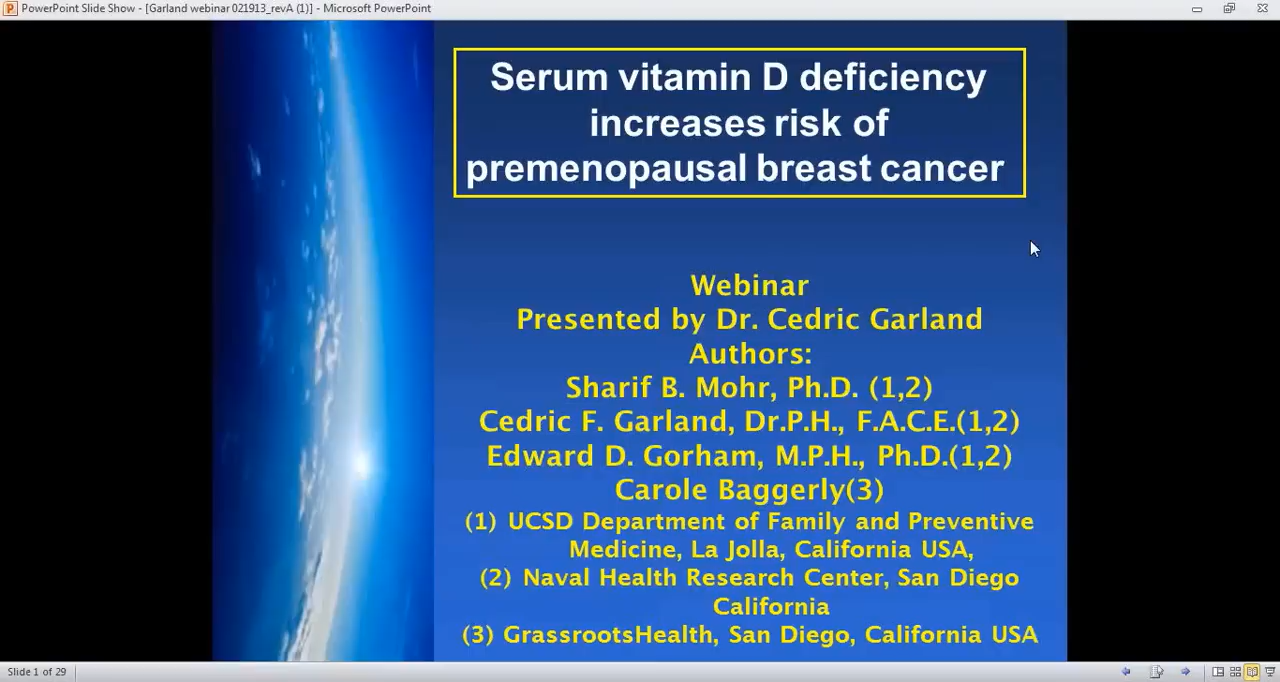 PowerPoint Slide Show - [Garland webinar 021913_revA (1)] - Microsoft PowerPoint
Serum vitamin D deficiency
increases risk of
premenopausal breast cancer
Webinar
Presented by Dr. Cedric Garland
Authors:
Sharif B. Mohr, Ph.D. (1,2)
Cedric F. Garland, Dr.P.H., F.A.C.E.(1,2)
Edward D. Gorham, M.P.H., Ph.D.(1,2)
Carole Baggerly(3)
(1) UCSD Department of Family and Preventive
Medicine, La Jolla, California USA,
(2) Naval Health Research Center, San Diego
California
(3) GrassrootsHealth, San Diego, California USA
Slide 1 of 29